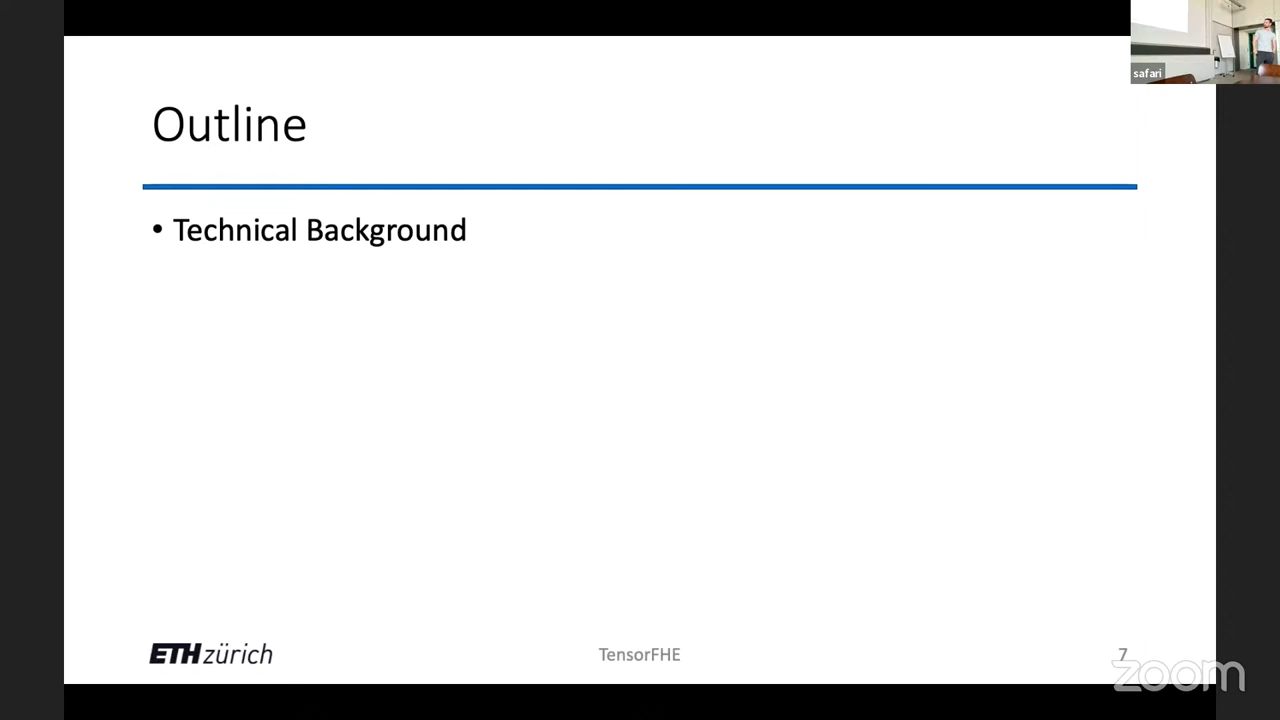 safari
Outline
• Technical Background
ETH zürich
TensorFHE
7
zoom